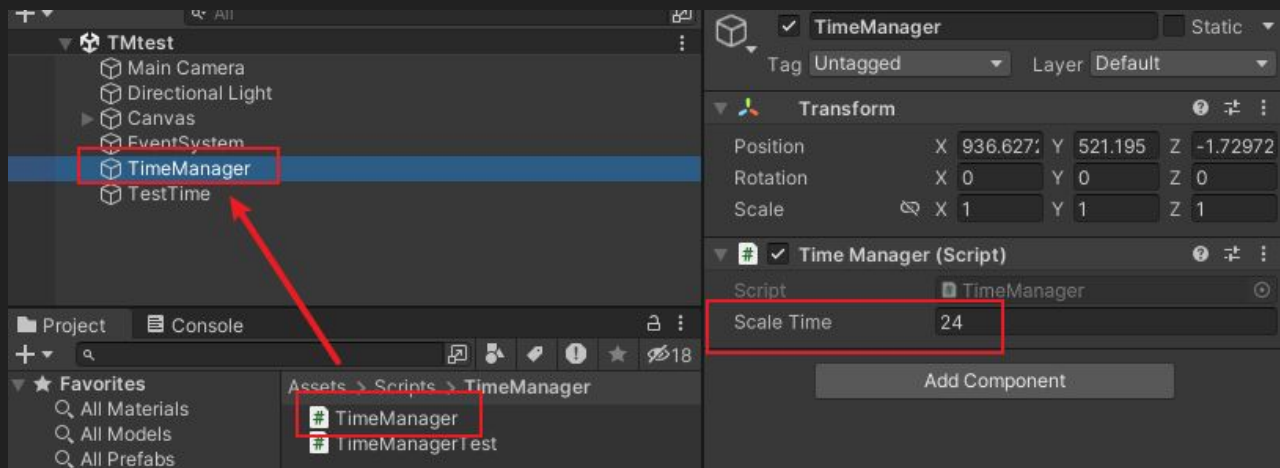 All
TMtest
Main Camera
Directional Light
Canvas
EventSystem
TimeManager
TestTime
Project Console
18
Favorites
All Materials
All Models
All Prefabs
Assets > Scripts > TimeManager
# TimeManager
# TimeManagerTest
TimeManager Static
Tag Untagged Layer Default
Transform
Position X 936.627 Y 521.195 Z -1.72972
Rotation X 0 Y 0 Z 0
Scale X 1 Y 1 Z 1
# Time Manager (Script)
Script TimeManager
Scale Time 24
Add Component